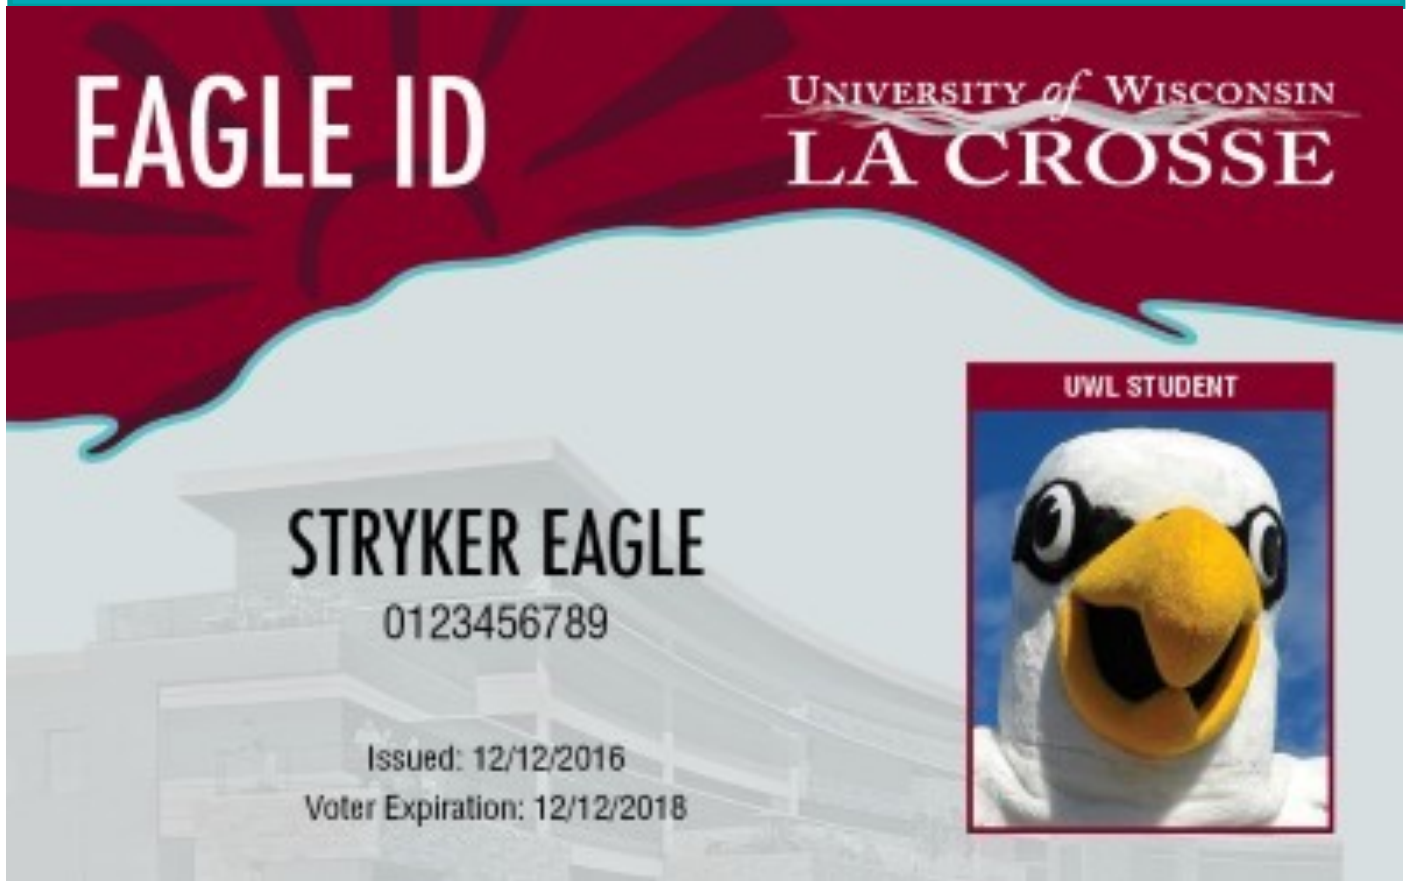 EAGLE ID
UNIVERSITY of WISCONSIN
LA CROSSE
UWL STUDENT
STRYKER EAGLE
0123456789
Issued: 12/12/2016
Voter Expiration: 12/12/2018